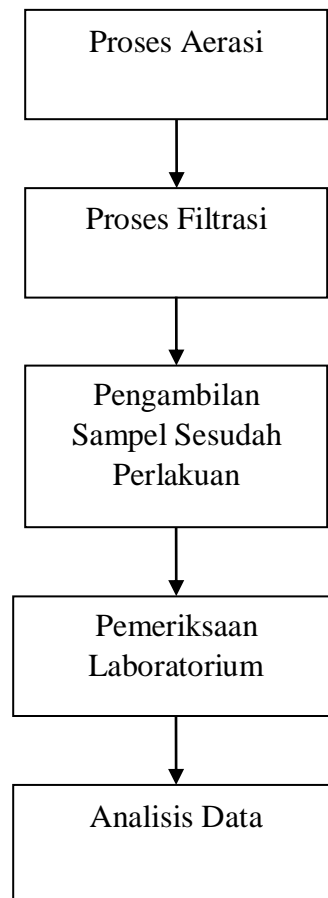 Proses Aerasi
Proses Filtrasi
Pengambilan
Sampel Sesudah
Perlakuan
Pemeriksaan
Laboratorium
Analisis Data